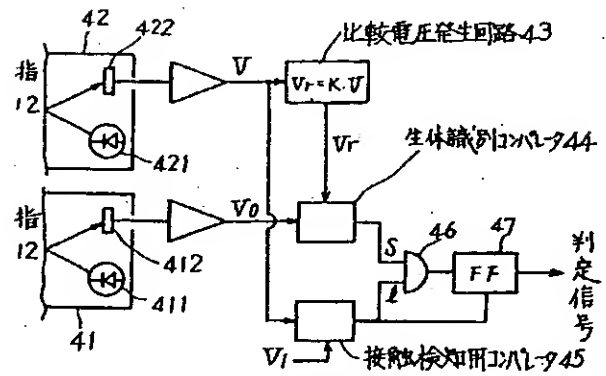 42
422
指
12
421
V
比較電圧発生回路43
Vr=K.V
Vr
生体識別コンパレータ44
指
12
412
411
41
V0
S
46
l
47
FF
判定信号
V1
接触検知用コンパレータ45